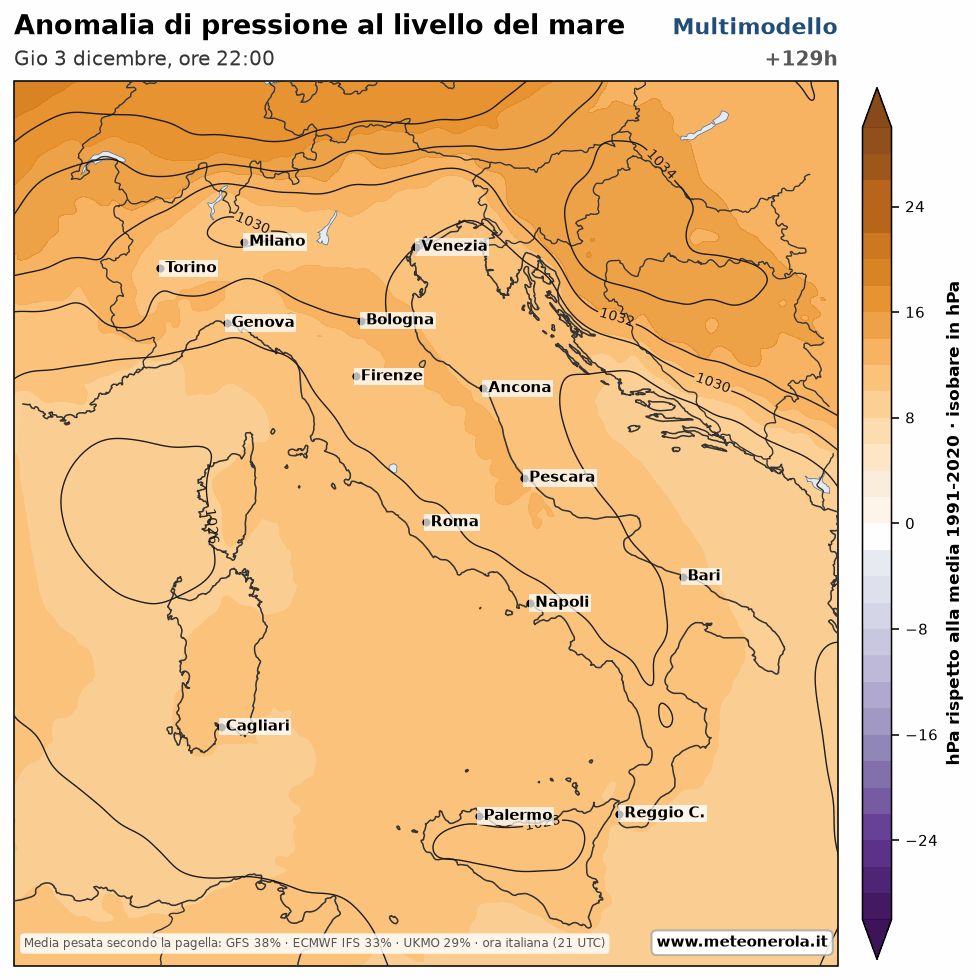 Anomalia di pressione al livello del mare
Multimodello
Gio 3 dicembre, ore 22:00
+129h
1034
1030
Milano
Venezia
Torino
24
16
8
0
−8
−16
−24
hPa rispetto alla media 1991-2020 · isobare in hPa
Genova
Bologna
1032
Firenze
1030
Ancona
Pescara
1026
Roma
Bari
Napoli
Cagliari
Palermo
1028
Reggio C.
Media pesata secondo la pagella: GFS 38% · ECMWF IFS 33% · UKMO 29% · ora italiana (21 UTC)
www.meteonerola.it